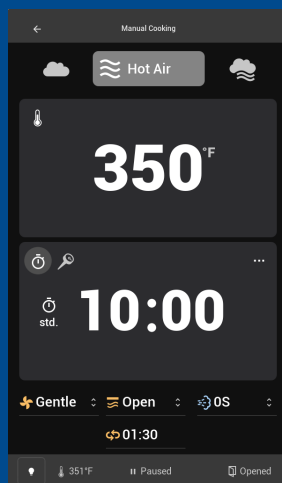 Manual Cooking
Hot Air
350°F
std. 10:00
Gentle Open 0S
01:30
351°F Paused Opened